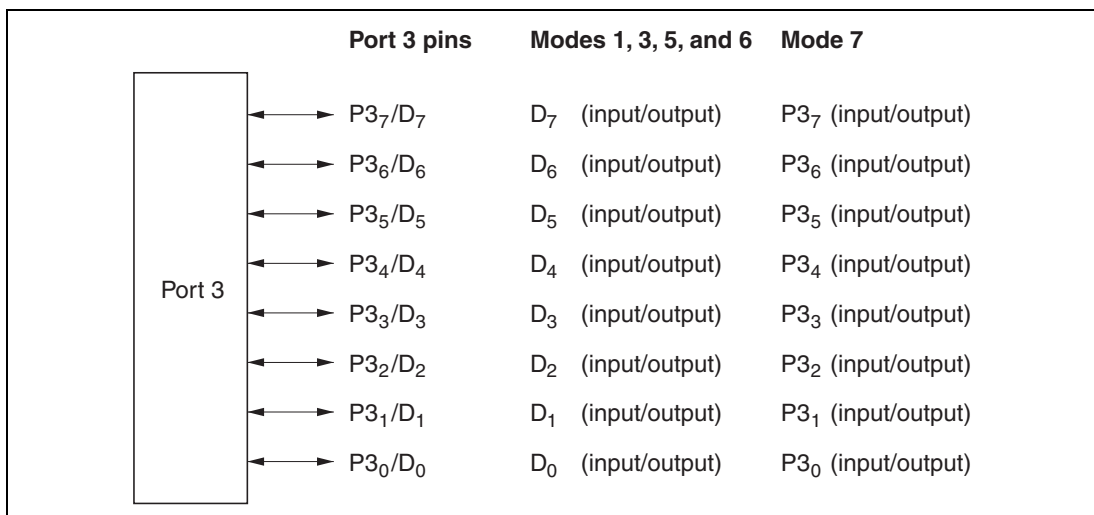 Port 3 pins Modes 1, 3, 5, and 6 Mode 7
P3₇/D₇ D₇ (input/output) P3₇ (input/output)
P3₆/D₆ D₆ (input/output) P3₆ (input/output)
P3₅/D₅ D₅ (input/output) P3₅ (input/output)
P3₄/D₄ D₄ (input/output) P3₄ (input/output)
Port 3
P3₃/D₃ D₃ (input/output) P3₃ (input/output)
P3₂/D₂ D₂ (input/output) P3₂ (input/output)
P3₁/D₁ D₁ (input/output) P3₁ (input/output)
P3₀/D₀ D₀ (input/output) P3₀ (input/output)